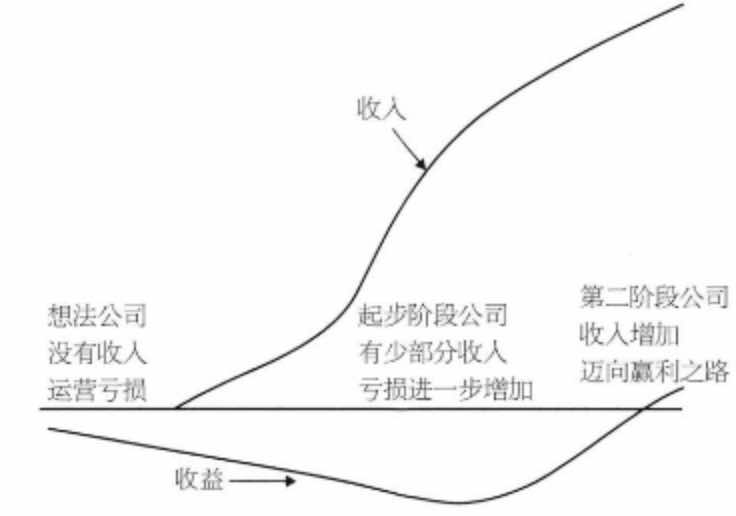 收入
想法公司
没有收入
运营亏损
起步阶段公司
有少部分收入
亏损进一步增加
第二阶段公司
收入增加
迈向赢利之路
收益